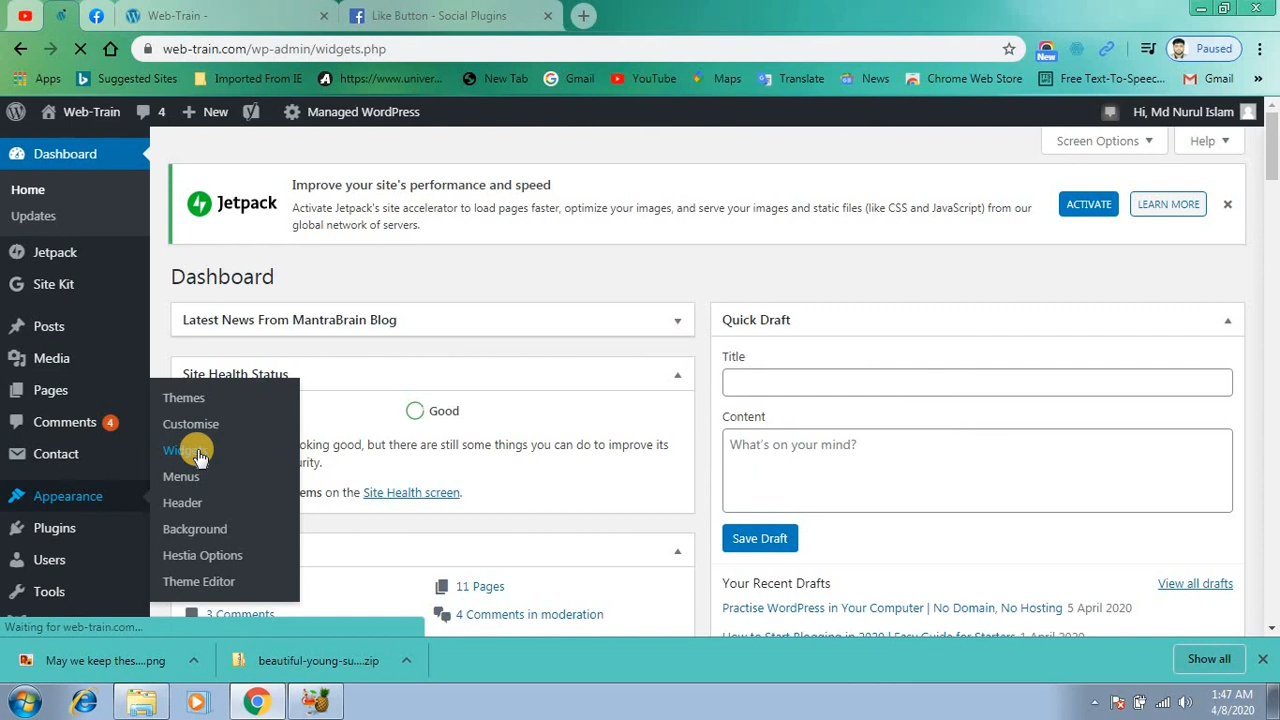 Web-Train -
Like Button - Social Plugins
web-train.com/wp-admin/widgets.php
New
Paused
Apps
Suggested Sites
Imported From IE
https://www.univer...
New Tab
Gmail
YouTube
Maps
Translate
News
Chrome Web Store
Free Text-To-Speec...
Gmail
»
Web-Train
4
New
Managed WordPress
Hi, Md Nurul Islam
Dashboard
Home
Updates
Jetpack
Site Kit
Posts
Media
Pages
Comments 4
Contact
Appearance
Plugins
Users
Tools
Themes
Customise
Menus
Header
Background
Hestia Options
Theme Editor
Screen Options
Help
Jetpack
Improve your site's performance and speed
Activate Jetpack's site accelerator to load pages faster, optimize your images, and serve your images and static files (like CSS and JavaScript) from our
global network of servers.
ACTIVATE
LEARN MORE
Dashboard
Latest News From MantraBrain Blog
Site Health Status
Good
oking good, but there are still some things you can do to improve its
on the Site Health screen.
11 Pages
3 Comments
4 Comments in moderation
Quick Draft
Title
Content
What's on your mind?
Save Draft
Your Recent Drafts
View all drafts
Practise WordPress in Your Computer | No Domain, No Hosting 5 April 2020
How to Start Blogging in 2020 | Easy Guide for Starters 1 April 2020
Waiting for web-train.com...
May we keep thes....png
beautiful-young-su....zip
Show all
1:47 AM
4/8/2020